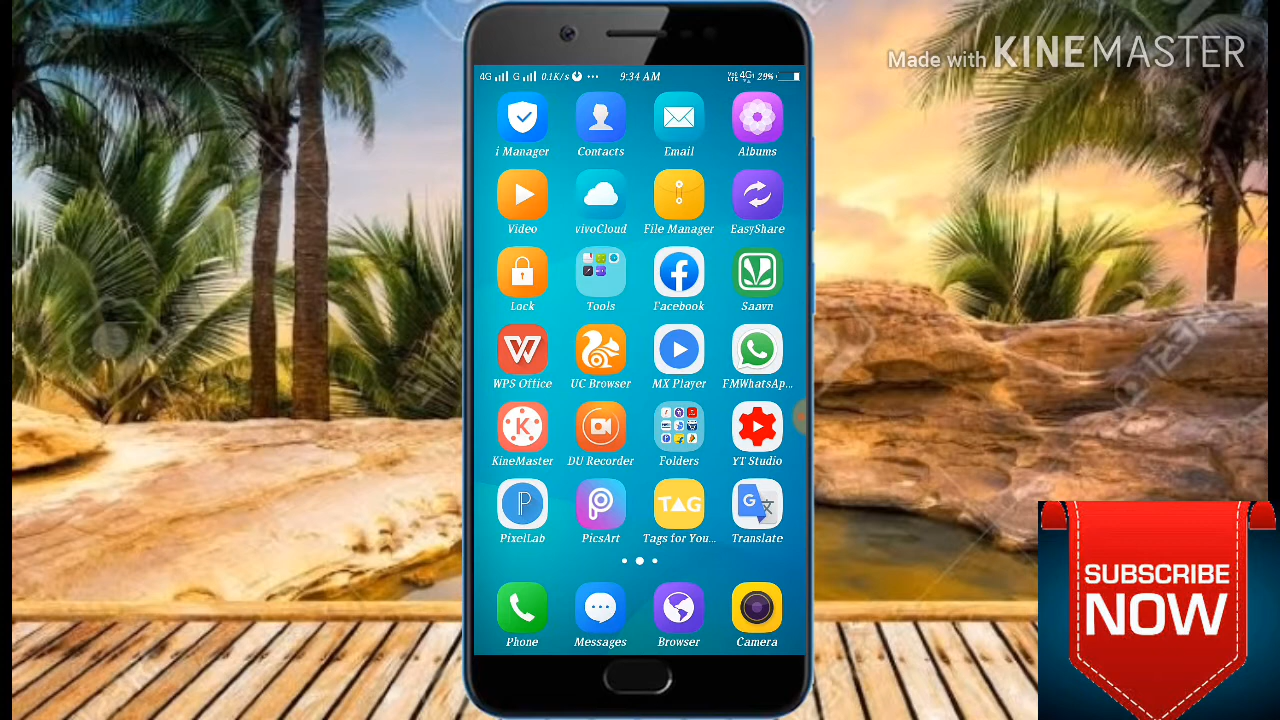 Made with KINEMASTER
4G G 0.1K/s ... 9:34 AM 4G 29%
i Manager Contacts Email Albums
Video vivoCloud File Manager EasyShare
Lock Tools Facebook Saavn
WPS Office UC Browser MX Player FMWhatsAp...
K
KineMaster DU Recorder Folders YT Studio
P TAG G
PixelLab PicsArt Tags for You... Translate
Phone Messages Browser Camera
SUBSCRIBE
NOW